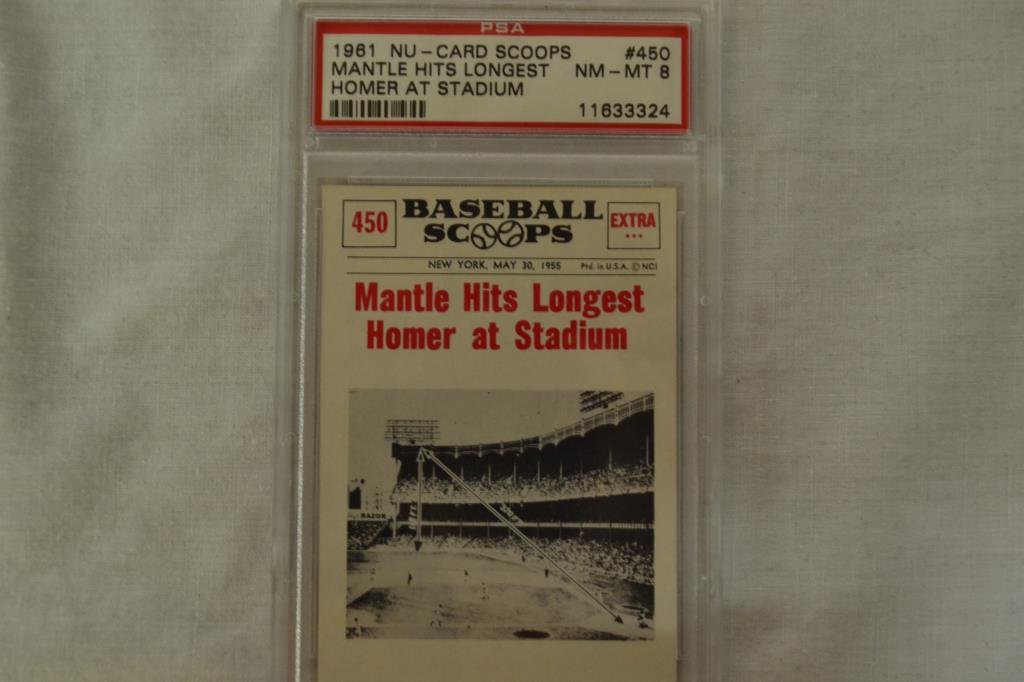 PSA
1961 NU-CARD SCOOPS #450
MANTLE HITS LONGEST NM-MT 8
HOMER AT STADIUM
11633324
450 BASEBALL SCOOPS EXTRA
NEW YORK, MAY 30, 1955 Ptd. in U.S.A. © NCI
Mantle Hits Longest
Homer at Stadium
RAZOR